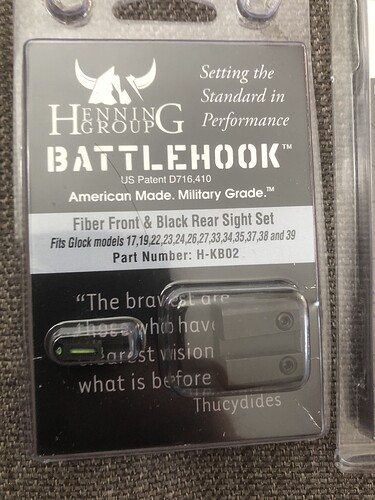 Setting the
Standard in
Performance
HENNING
GROUP
BATTLEHOOK™
US Patent D716,410
American Made. Military Grade.™
Fiber Front & Black Rear Sight Set
Fits Glock models 17,19,22,23,24,26,27,33,34,35,37,38 and 39
Part Number: H-KB02
“The bravest are
those who have
clearest vision
what is before
Thucydides